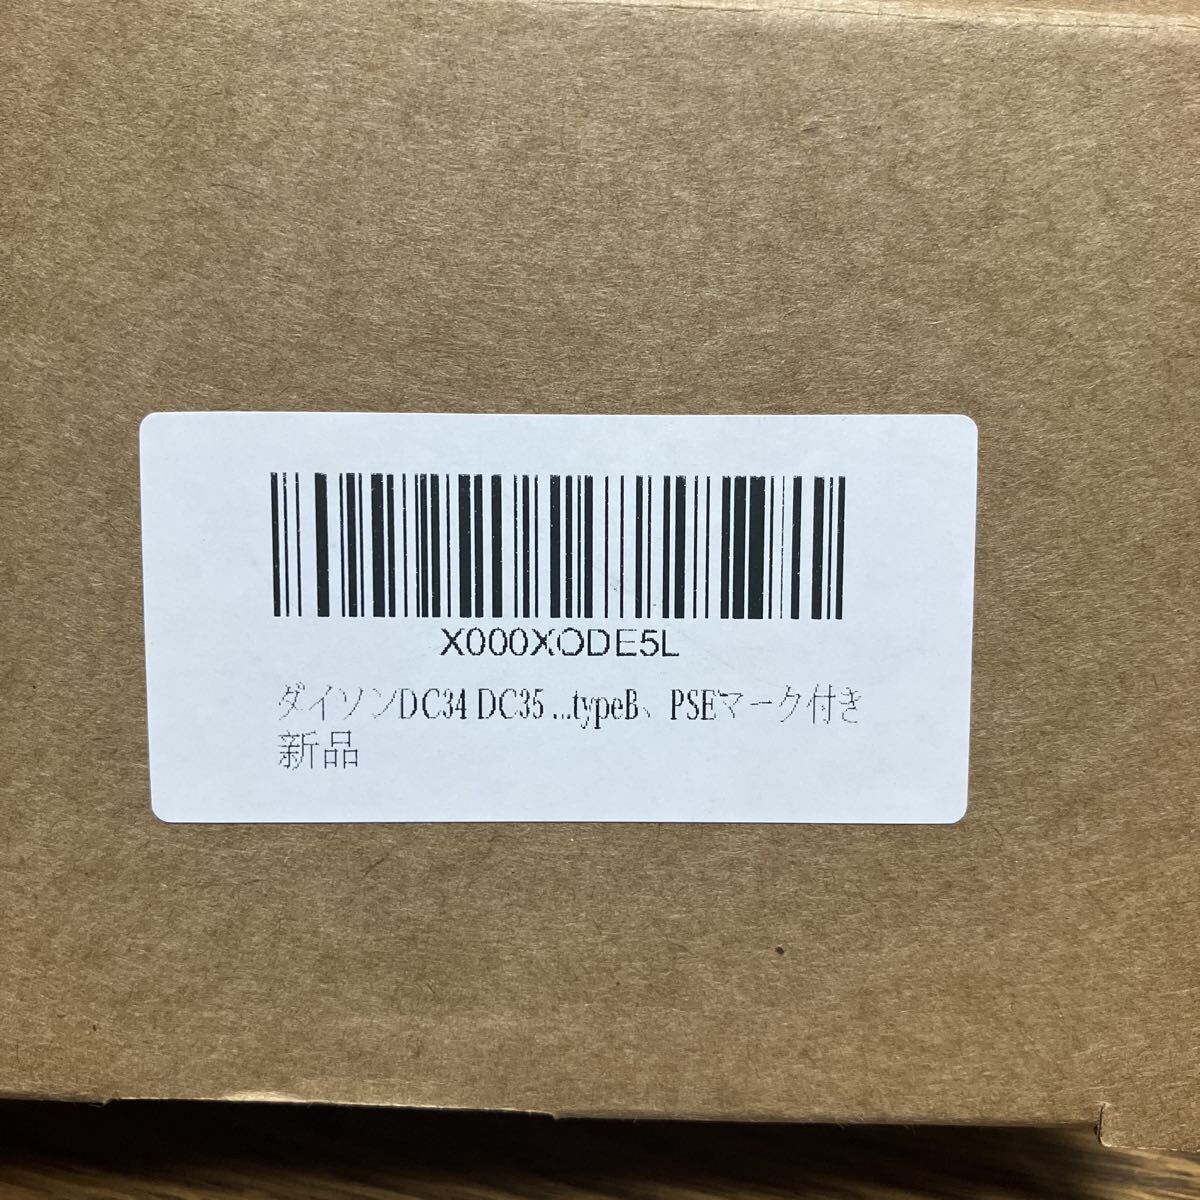 X000XODE5L
ダイソンDC34 DC35 ...typeB、PSEマーク付き
新品